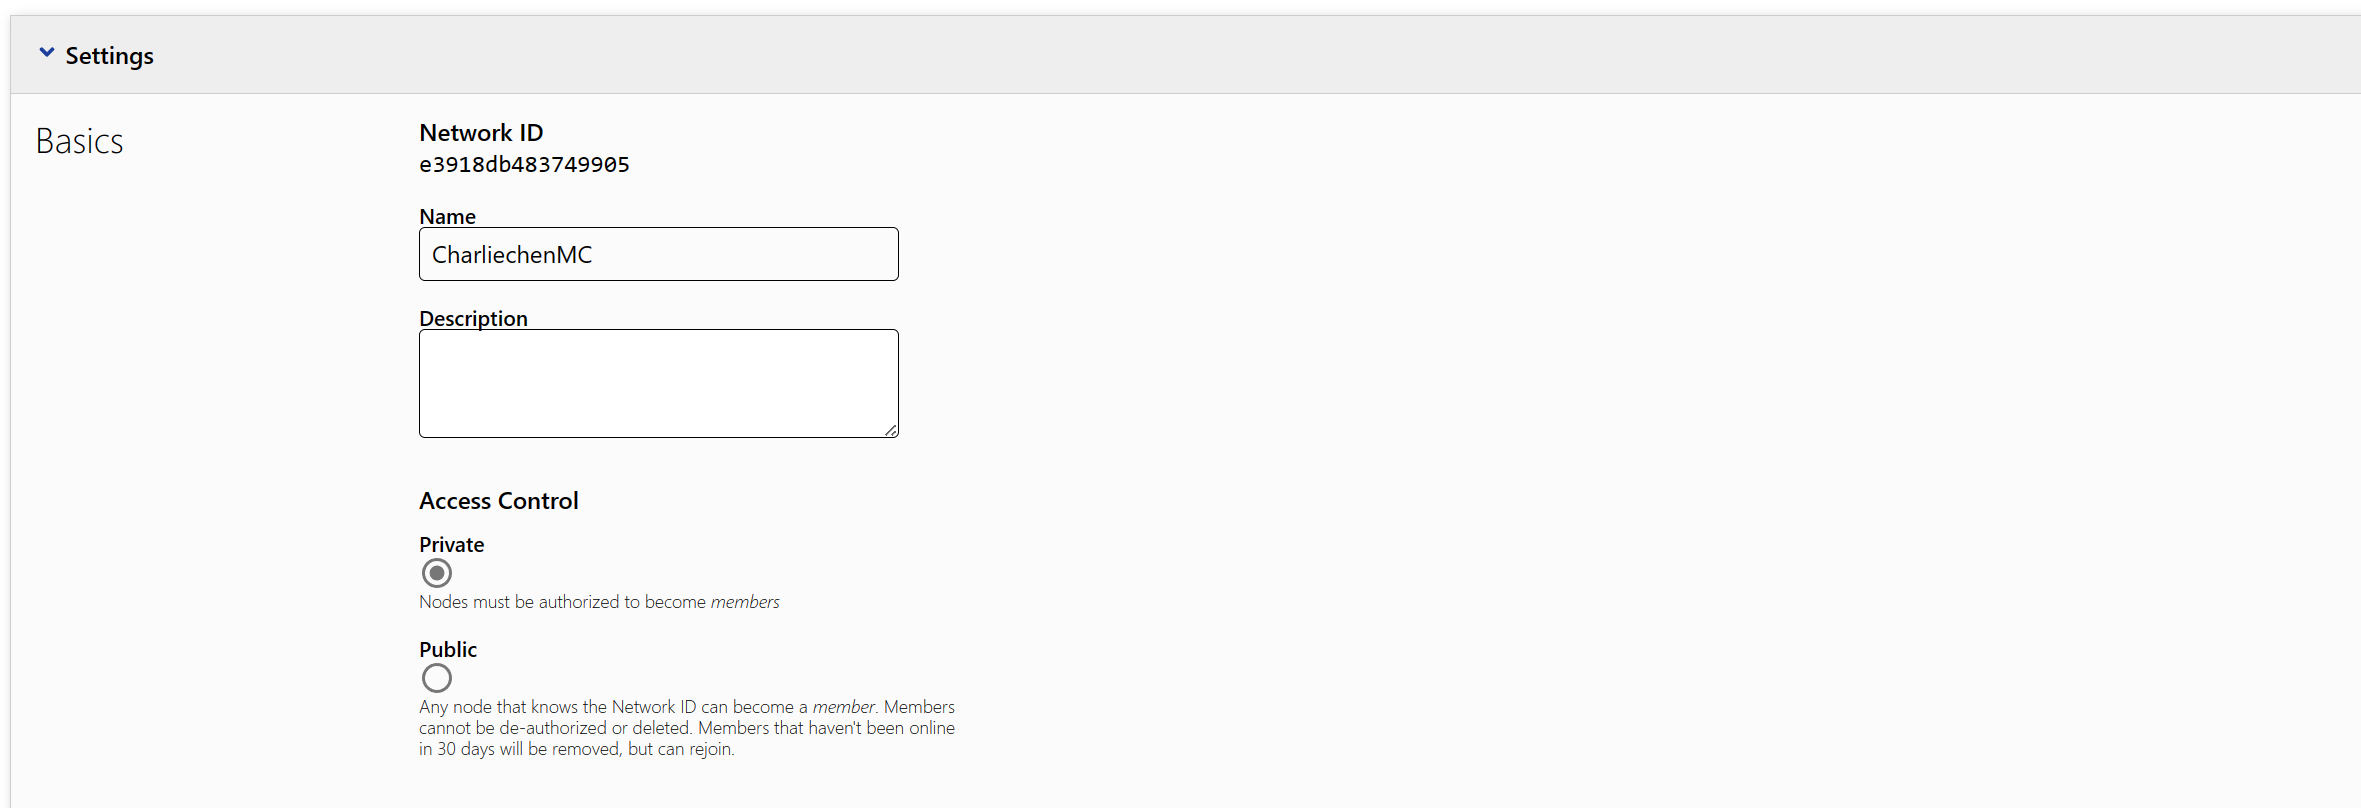 Settings
Basics
Network ID
e3918db483749905
Name
CharliechenMC
Description
Access Control
Private
Nodes must be authorized to become members
Public
Any node that knows the Network ID can become a member. Members
cannot be de-authorized or deleted. Members that haven't been online
in 30 days will be removed, but can rejoin.